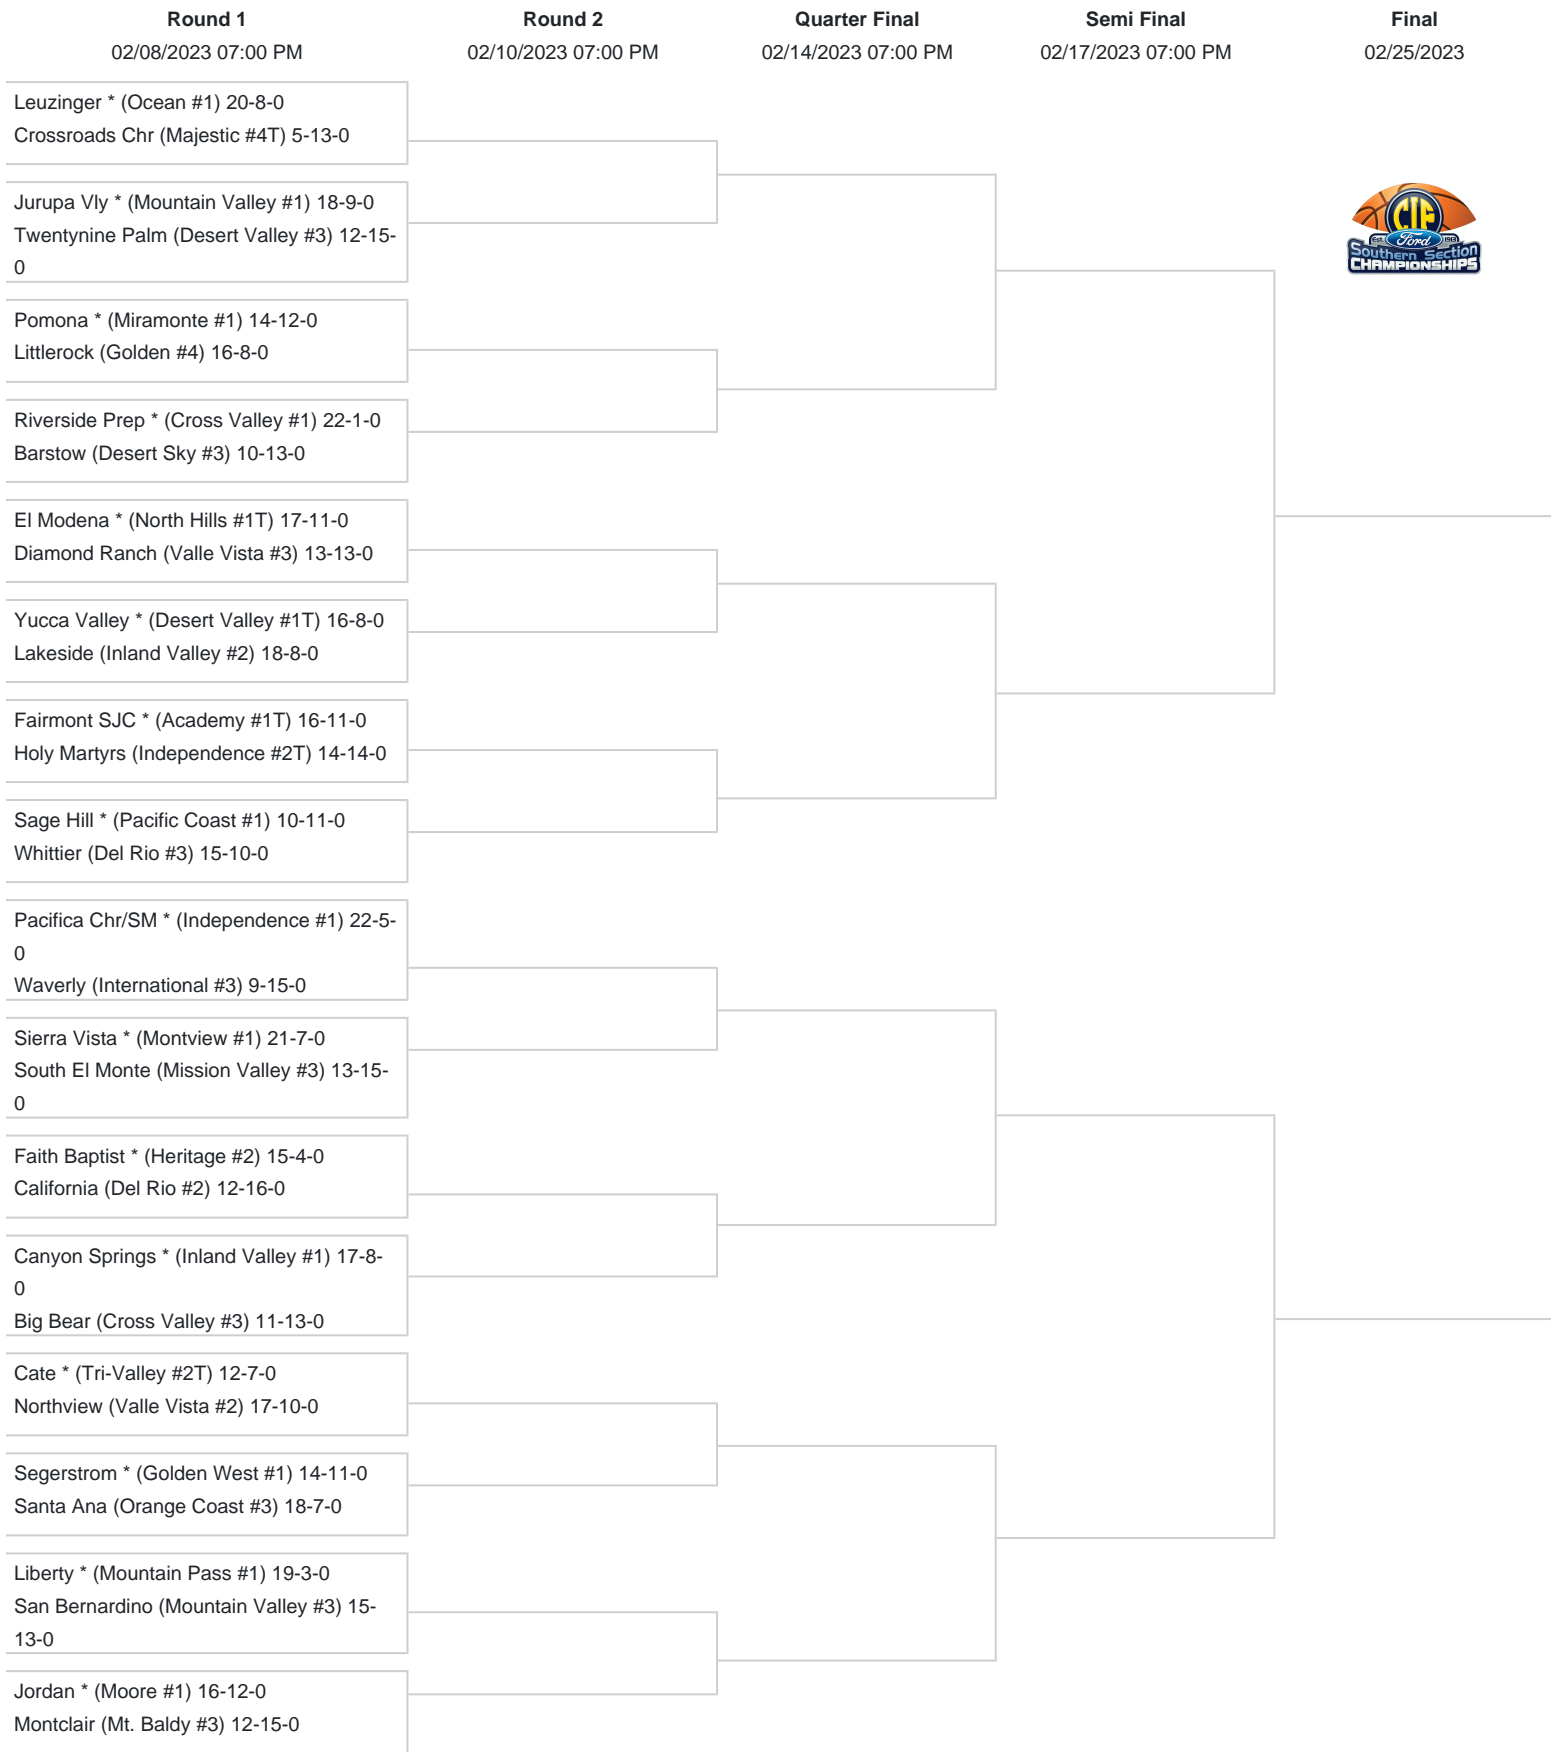 Round 1
Round 2
Quarter Final
Semi Final
Final
02/08/2023 07:00 PM
02/10/2023 07:00 PM
02/14/2023 07:00 PM
02/17/2023 07:00 PM
02/25/2023
Leuzinger * (Ocean #1) 20-8-0
Crossroads Chr (Majestic #4T) 5-13-0
Jurupa Vly * (Mountain Valley #1) 18-9-0
Twentynine Palm (Desert Valley #3) 12-15-
0
Pomona * (Miramonte #1) 14-12-0
Littlerock (Golden #4) 16-8-0
Riverside Prep * (Cross Valley #1) 22-1-0
Barstow (Desert Sky #3) 10-13-0
El Modena * (North Hills #1T) 17-11-0
Diamond Ranch (Valle Vista #3) 13-13-0
Yucca Valley * (Desert Valley #1T) 16-8-0
Lakeside (Inland Valley #2) 18-8-0
Fairmont SJC * (Academy #1T) 16-11-0
Holy Martyrs (Independence #2T) 14-14-0
Sage Hill * (Pacific Coast #1) 10-11-0
Whittier (Del Rio #3) 15-10-0
Pacifica Chr/SM * (Independence #1) 22-5-
0
Waverly (International #3) 9-15-0
Sierra Vista * (Montview #1) 21-7-0
South El Monte (Mission Valley #3) 13-15-
0
Faith Baptist * (Heritage #2) 15-4-0
California (Del Rio #2) 12-16-0
Canyon Springs * (Inland Valley #1) 17-8-
0
Big Bear (Cross Valley #3) 11-13-0
Cate * (Tri-Valley #2T) 12-7-0
Northview (Valle Vista #2) 17-10-0
Segerstrom * (Golden West #1) 14-11-0
Santa Ana (Orange Coast #3) 18-7-0
Liberty * (Mountain Pass #1) 19-3-0
San Bernardino (Mountain Valley #3) 15-
13-0
Jordan * (Moore #1) 16-12-0
Montclair (Mt. Baldy #3) 12-15-0
CIF
Est. Ford 1913
Southern Section
CHAMPIONSHIPS